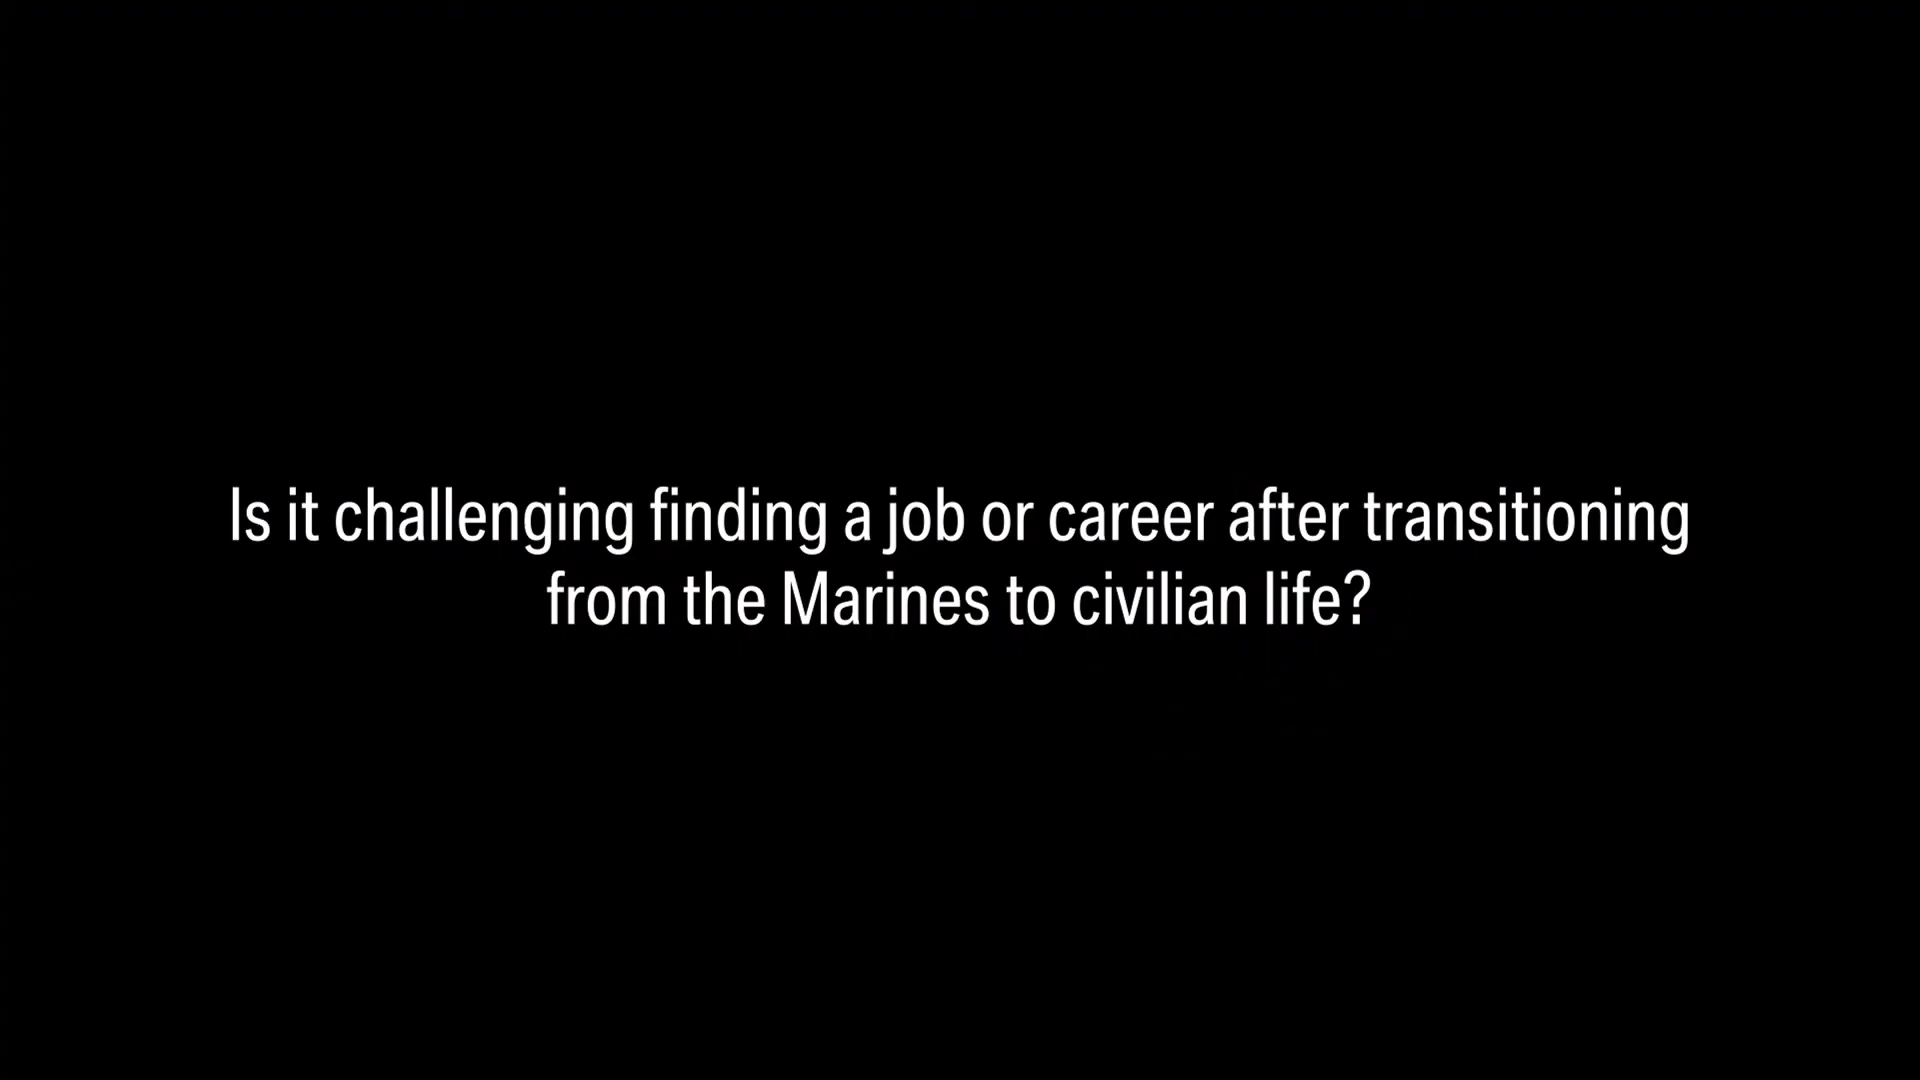 Is it challenging finding a job or career after transitioning
from the Marines to civilian life?